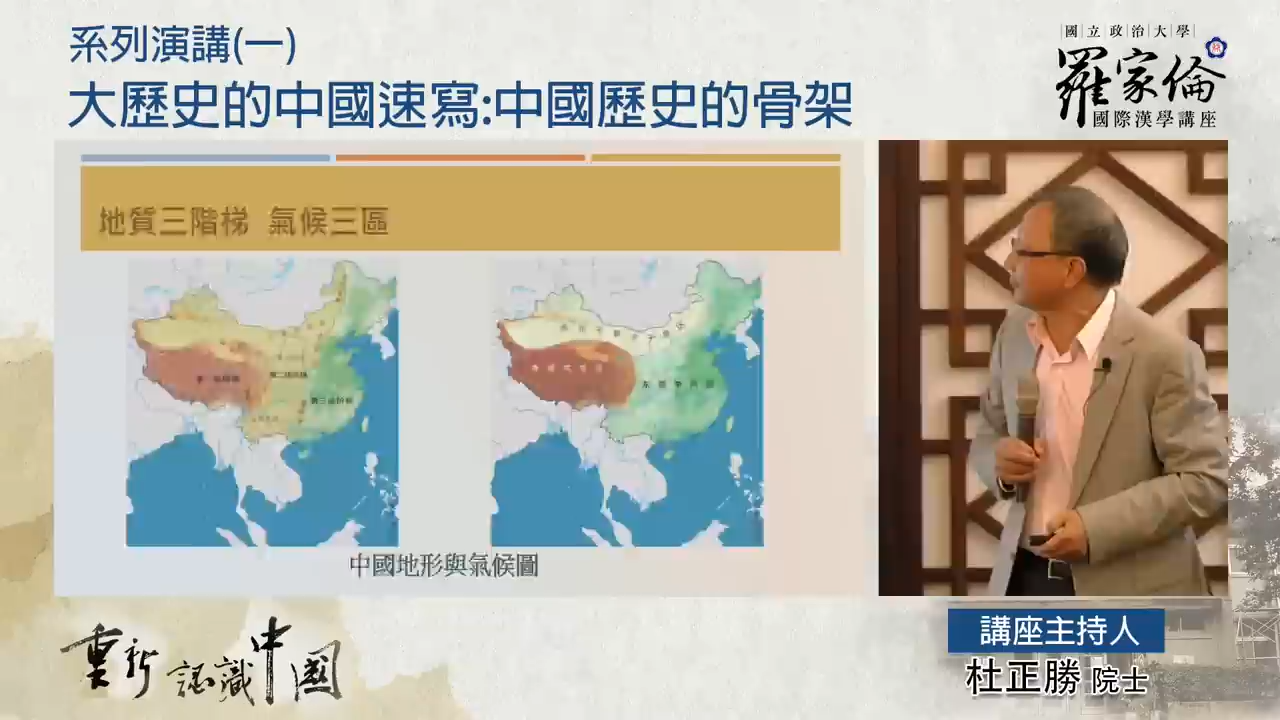 系列演講(一)
大歷史的中國速寫:中國歷史的骨架
國立政治大學
羅家倫
國際漢學講座
地質三階梯 氣候三區
中國地形與氣候圖
重新認識中國
講座主持人
杜正勝 院士